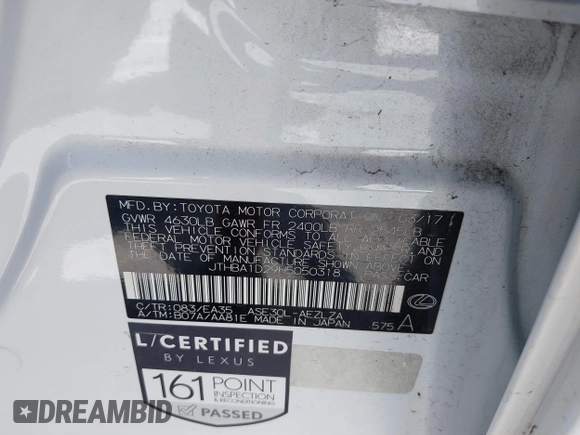 MFD. BY: TOYOTA MOTOR CORPORATION 03/17
GVWR 4630LB GAWR FR 2400LB RR 2645LB
THIS VEHICLE CONFORMS TO ALL APPLICABLE
FEDERAL MOTOR VEHICLE SAFETY, BUMPER, AND
THEFT PREVENTION STANDARDS IN EFFECT ON
THE DATE OF MANUFACTURE SHOWN ABOVE.
JTHBA1D29H5050318 PASS. CAR
C/TR: 083/EA35 ASE30L-AEZLZA
A/TM: B07A/AA81E MADE IN JAPAN 575 A
L/CERTIFIED
BY LEXUS
161 POINT
INSPECTION
& RECONDITIONING
PASSED
DREAMBID